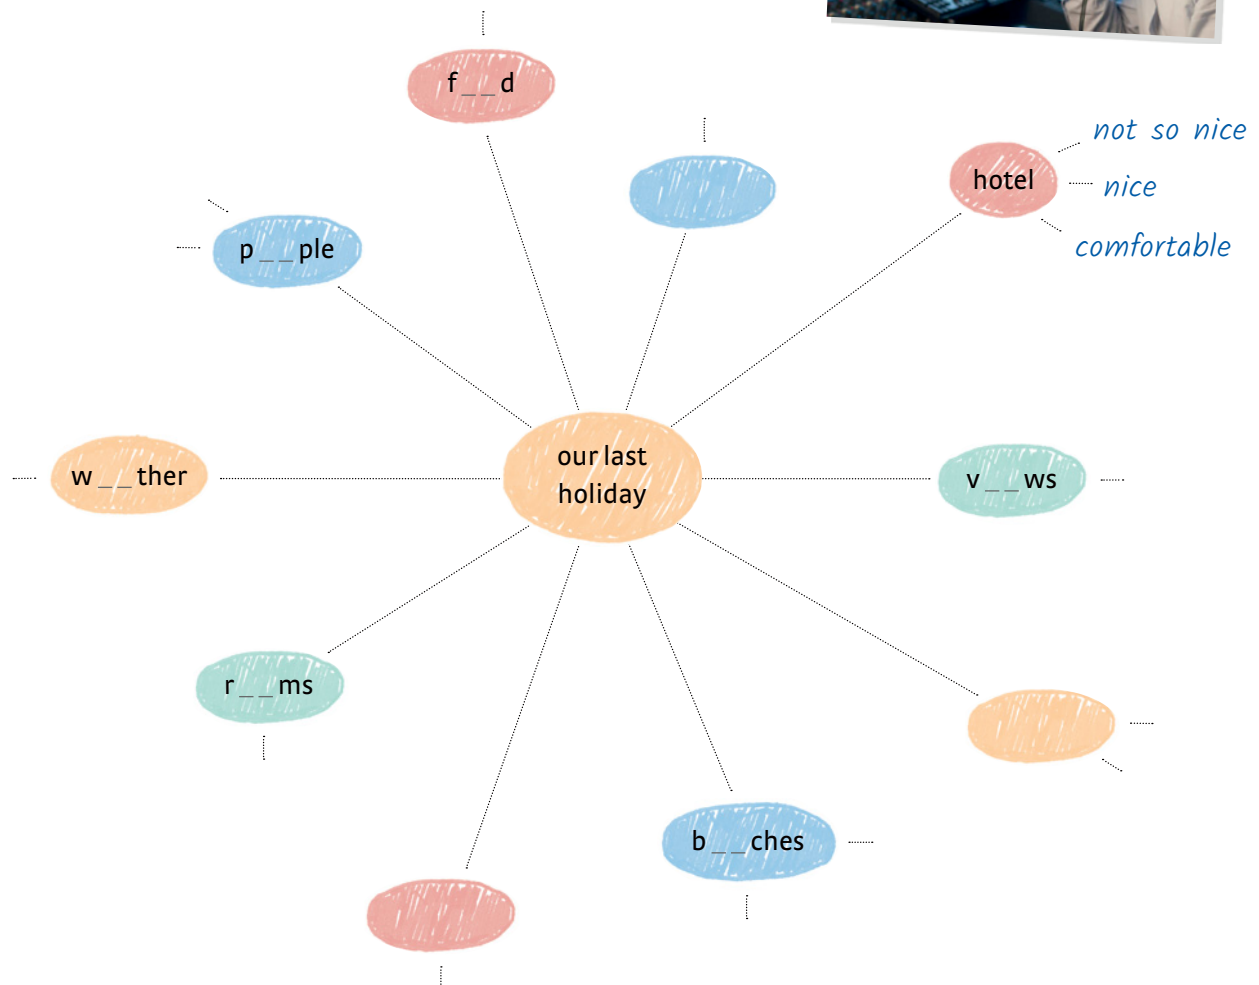 f _ _ d
not so nice
hotel
nice
p _ _ ple
comfortable
our last
holiday
w _ _ ther
v _ _ ws
r _ _ ms
b _ _ ches